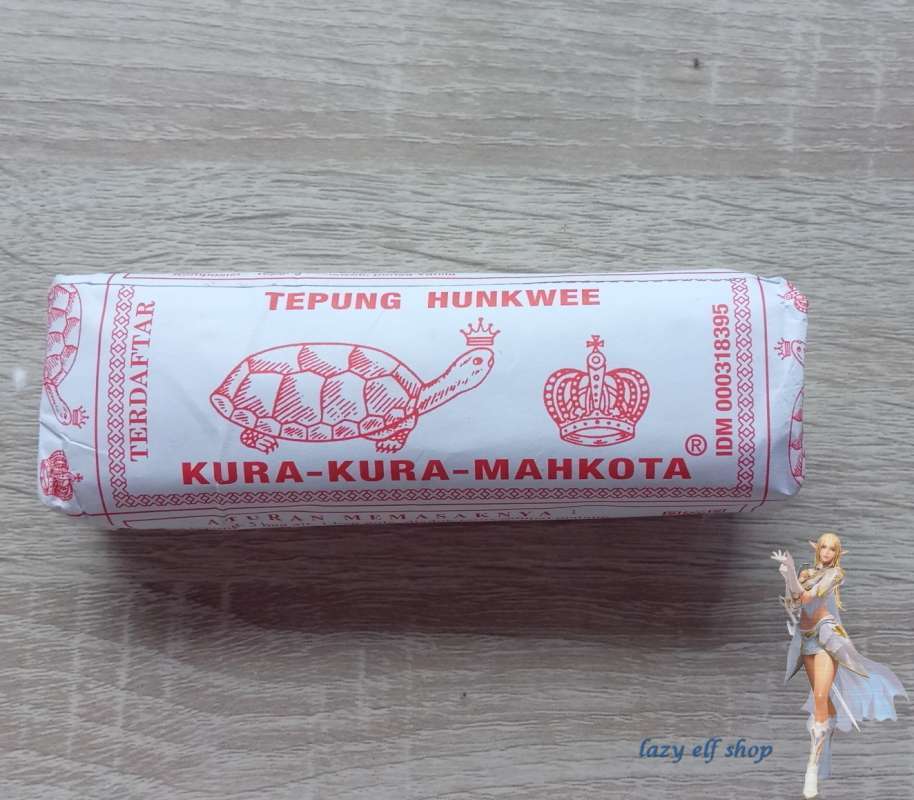 TEPUNG HUNKWEE
TERDAFTAR
IDM 000318395
KURA-KURA-MAHKOTA ®
ATURAN MEMASAKNYA :
lazy elf shop